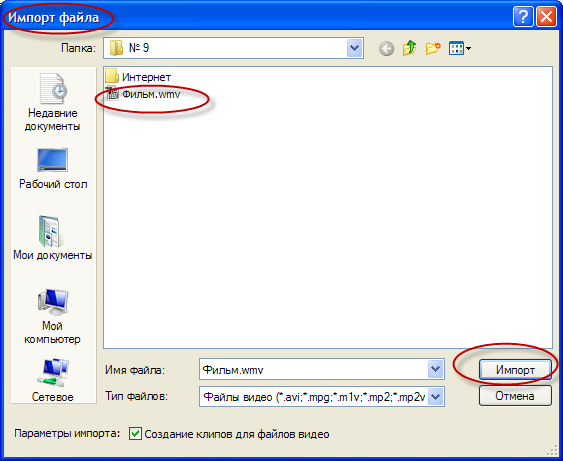 Импорт файла
Папка: № 9
Интернет
Фильм.wmv
Недавние
документы
Рабочий стол
Мои документы
Мой
компьютер
Сетевое
Имя файла: Фильм.wmv Импорт
Тип файлов: Файлы видео (*.avi;*.mpg;*.m1v;*.mp2;*.mp2v Отмена
Параметры импорта: Создание клипов для файлов видео